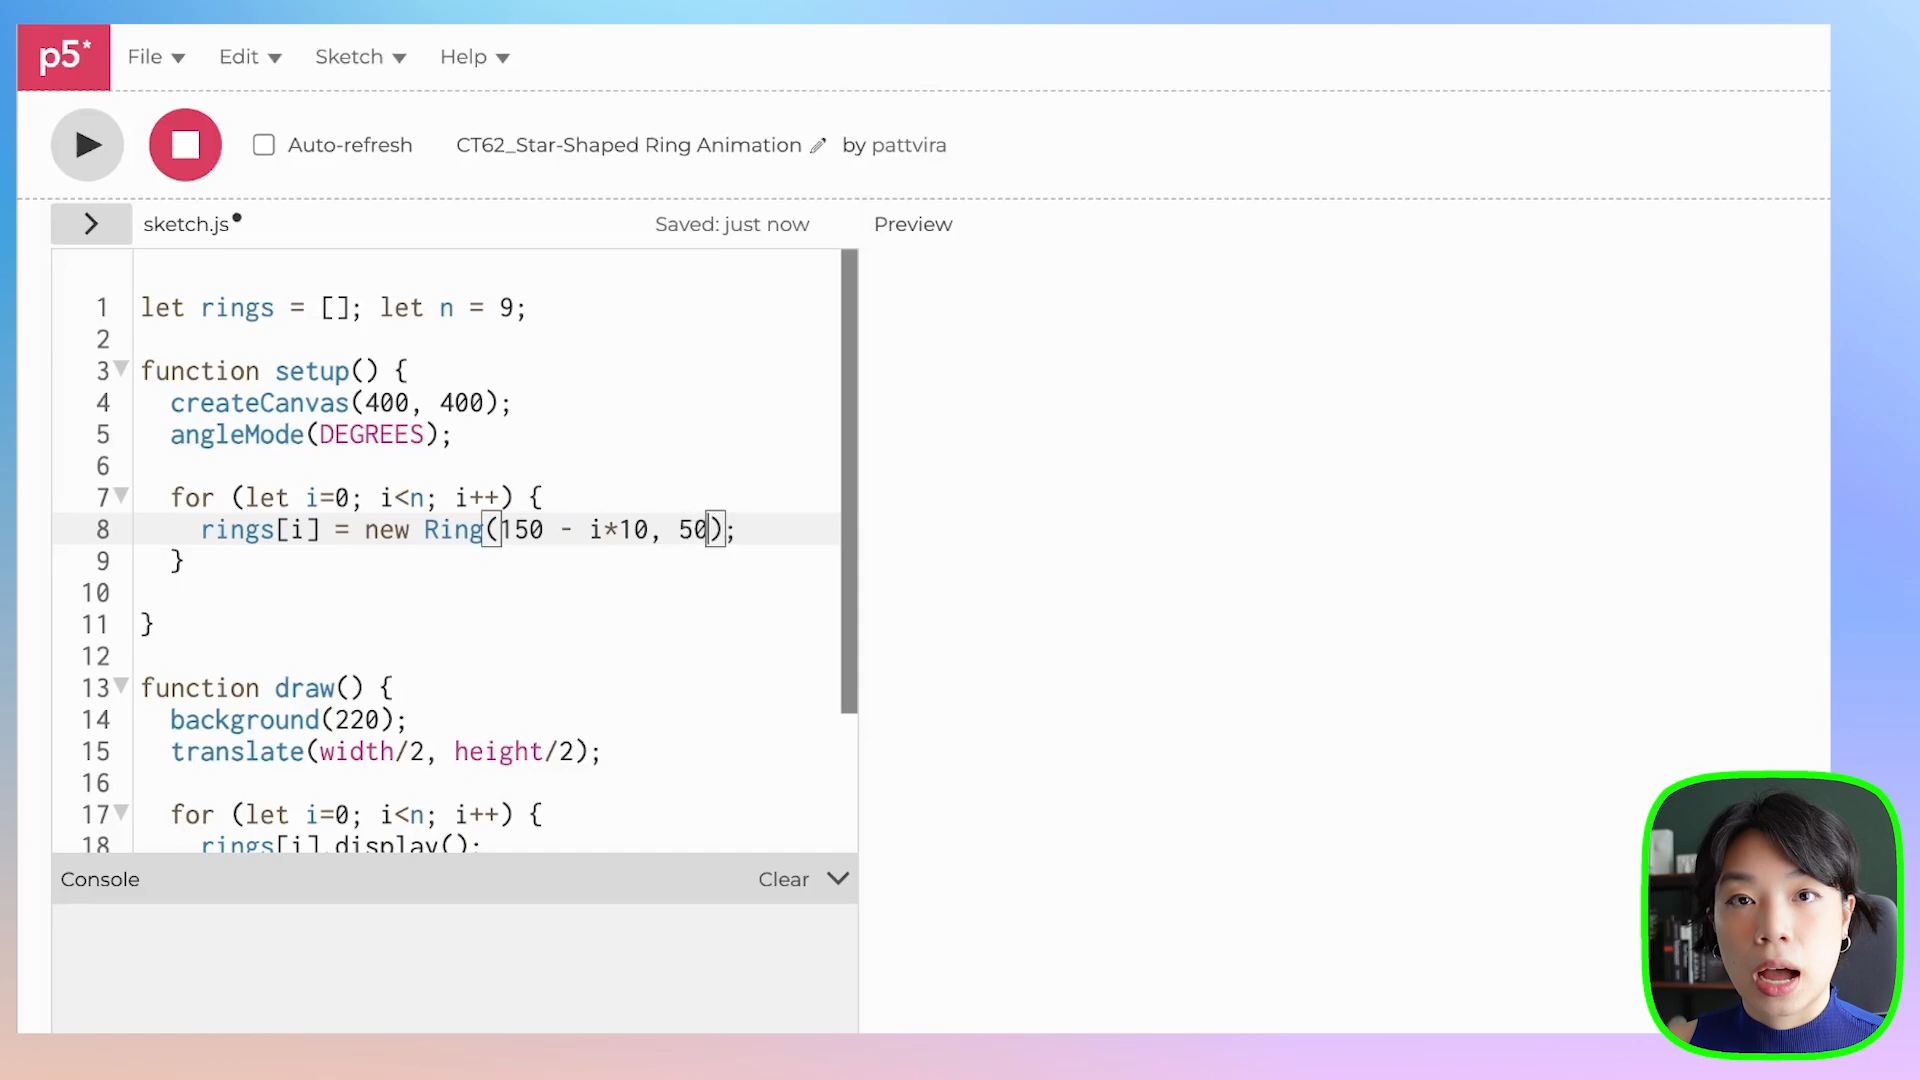 p5* File Edit Sketch Help
Auto-refresh CT62_Star-Shaped Ring Animation by pattvira
sketch.js Saved: just now Preview
1 let rings = []; let n = 9;
2
3 function setup() {
4 createCanvas(400, 400);
5 angleMode(DEGREES);
6
7 for (let i=0; i<n; i++) {
8 rings[i] = new Ring(150 - i*10, 50);
9 }
10
11 }
12
13 function draw() {
14 background(220);
15 translate(width/2, height/2);
16
17 for (let i=0; i<n; i++) {
18 rings[i].display();
Console Clear